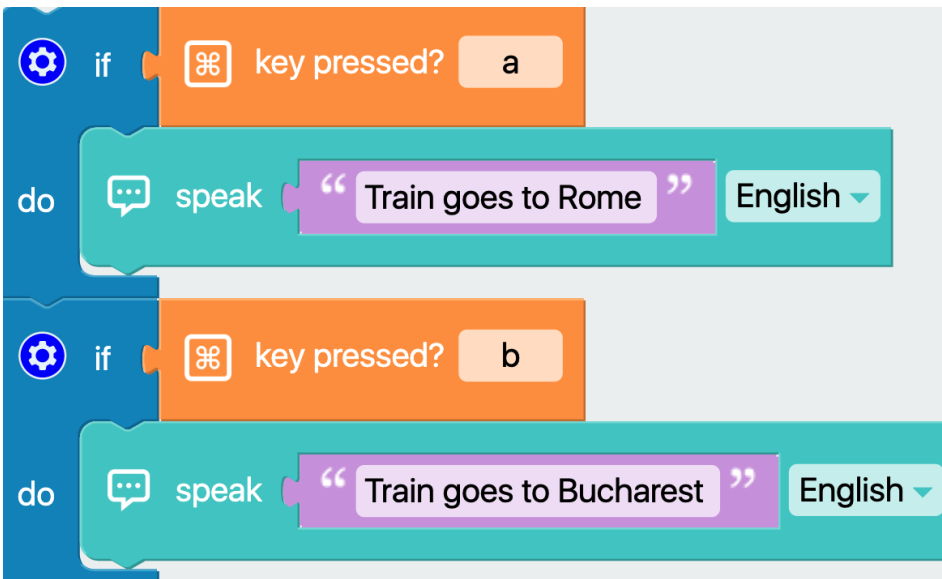 if ⌘ key pressed? a
do speak “ Train goes to Rome ” English
if ⌘ key pressed? b
do speak “ Train goes to Bucharest ” English